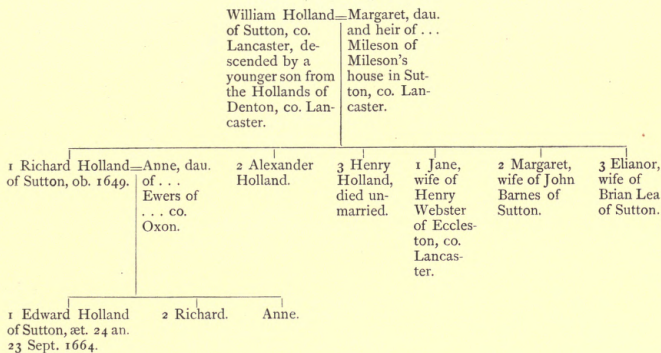 William Holland=Margaret, dau.
of Sutton, co. and heir of . . .
Lancaster, de- Mileson of
scended by a Mileson's
younger son from house in Sut-
the Hollands of ton, co. Lan-
Denton, co. Lan- caster.
caster.
1 Richard Holland=Anne, dau.
of Sutton, ob. 1649. of . . .
Ewers of
. . . co.
Oxon.
2 Alexander
Holland.
3 Henry
Holland,
died un-
married.
1 Jane,
wife of
Henry
Webster
of Eccles-
ton, co.
Lancas-
ter.
2 Margaret,
wife of John
Barnes of
Sutton.
3 Elianor,
wife of
Brian Lea
of Sutton.
1 Edward Holland
of Sutton, æt. 24 an.
23 Sept. 1664.
2 Richard.
Anne.